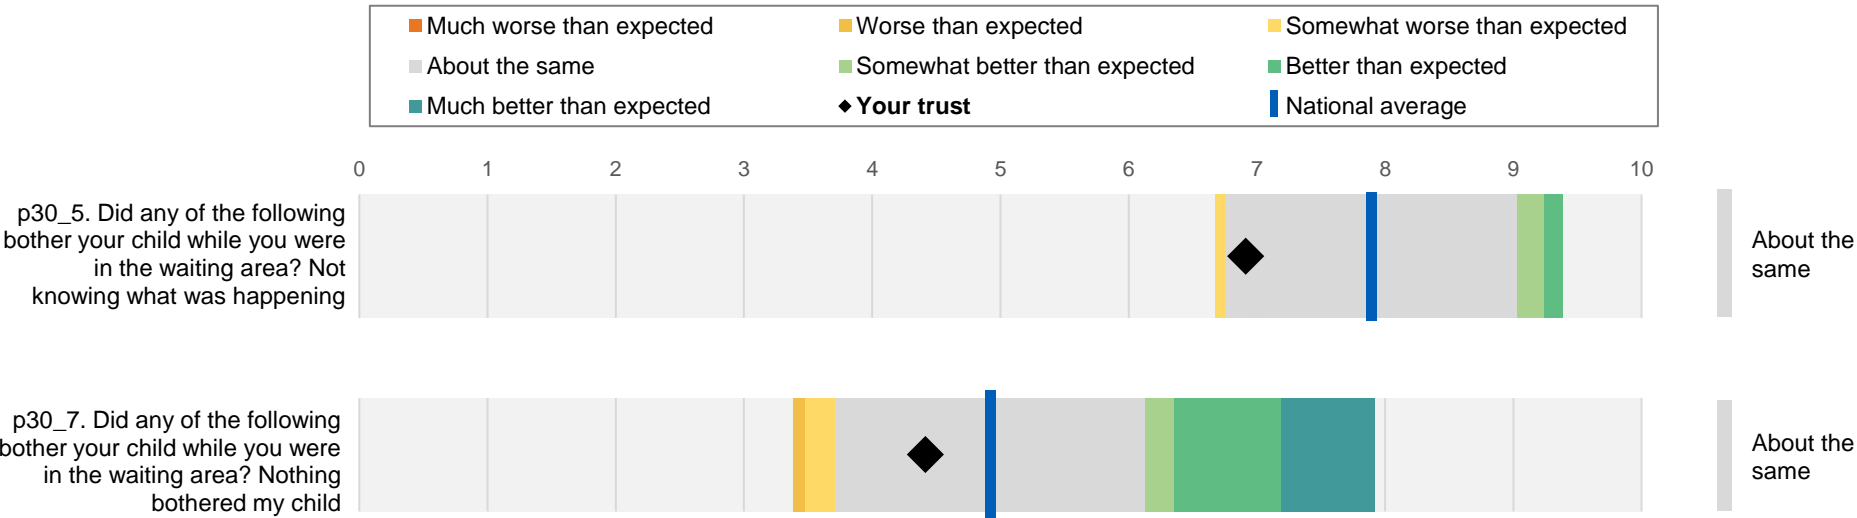 Much worse than expected
Worse than expected
Somewhat worse than expected
About the same
Somewhat better than expected
Better than expected
Much better than expected
Your trust
National average
0 1 2 3 4 5 6 7 8 9 10
p30_5. Did any of the following
bother your child while you were
in the waiting area? Not
knowing what was happening
About the
same
p30_7. Did any of the following
bother your child while you were
in the waiting area? Nothing
bothered my child
About the
same